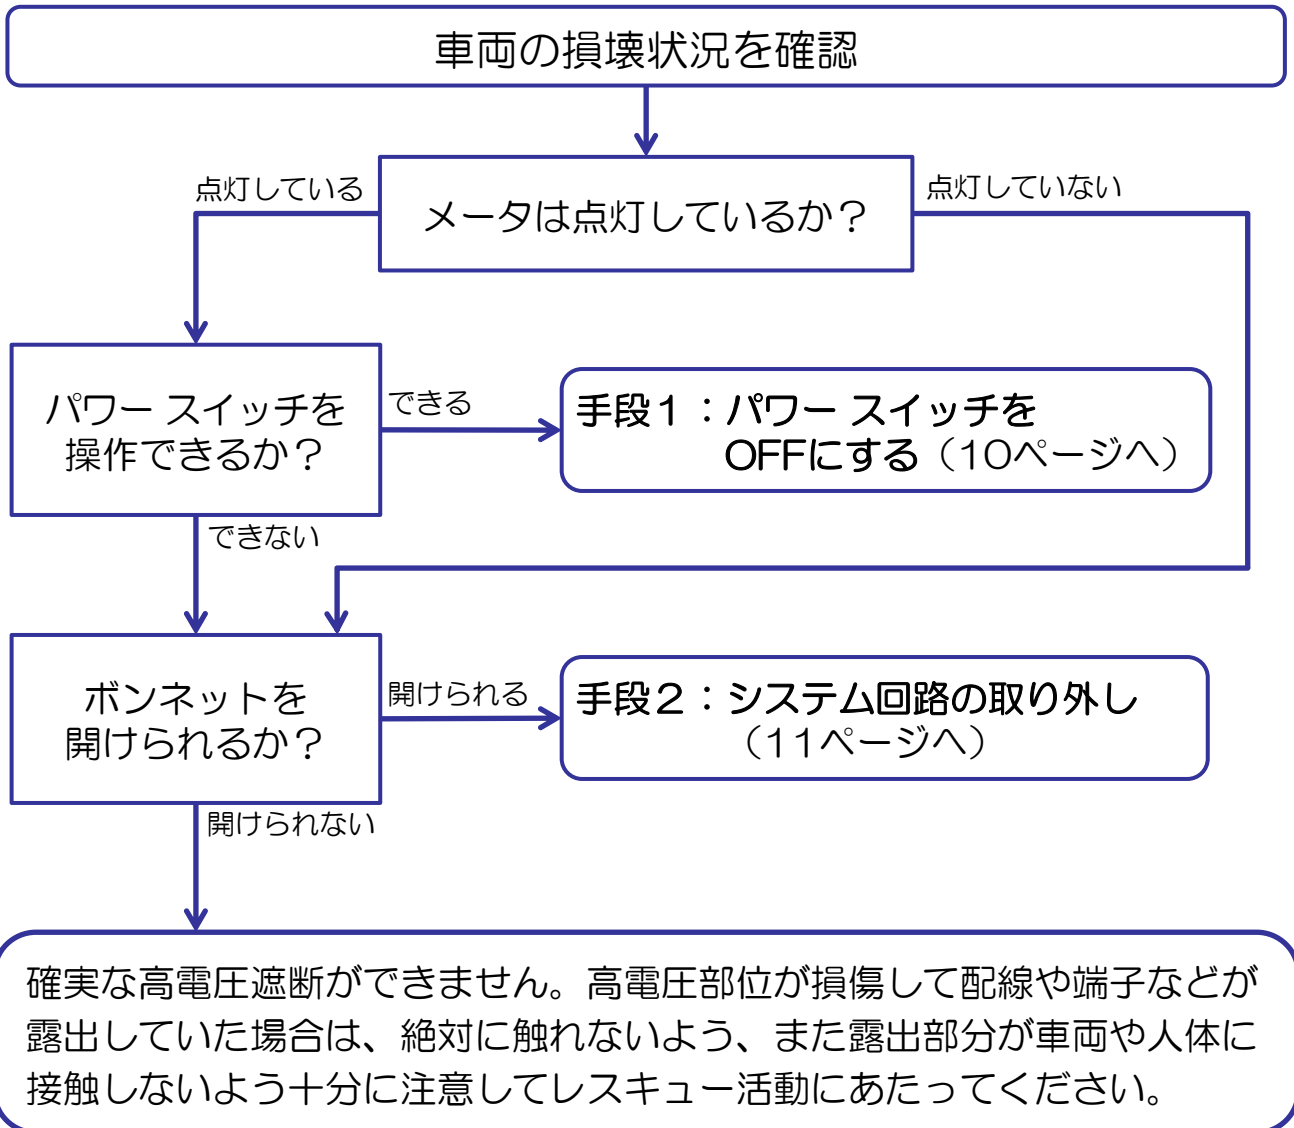 車両の損壊状況を確認
点灯している
メータは点灯しているか？
点灯していない
パワー スイッチを
操作できるか？
できる
手段１：パワー スイッチを
OFFにする（10ページへ）
できない
ボンネットを
開けられるか？
開けられる
手段２：システム回路の取り外し
（11ページへ）
開けられない
確実な高電圧遮断ができません。高電圧部位が損傷して配線や端子などが
露出していた場合は、絶対に触れないよう、また露出部分が車両や人体に
接触しないよう十分に注意してレスキュー活動にあたってください。